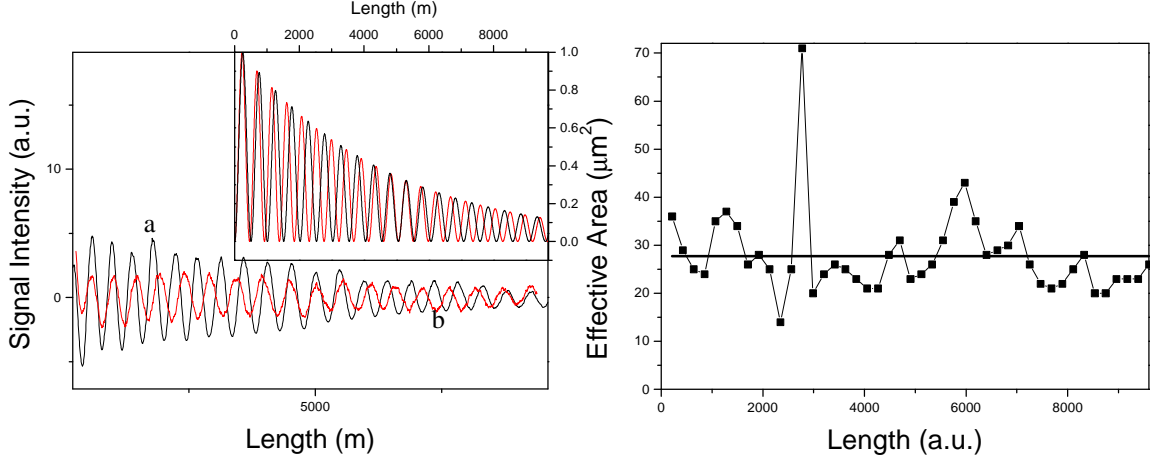 Length (m)
0 2000 4000 6000 8000
1.0
0.8
0.6
0.4
0.2
0.0
Signal Intensity (a.u.)
10
0
a
b
5000
Length (m)
Effective Area (μm²)
70
60
50
40
30
20
10
0
0 2000 4000 6000 8000
Length (a.u.)